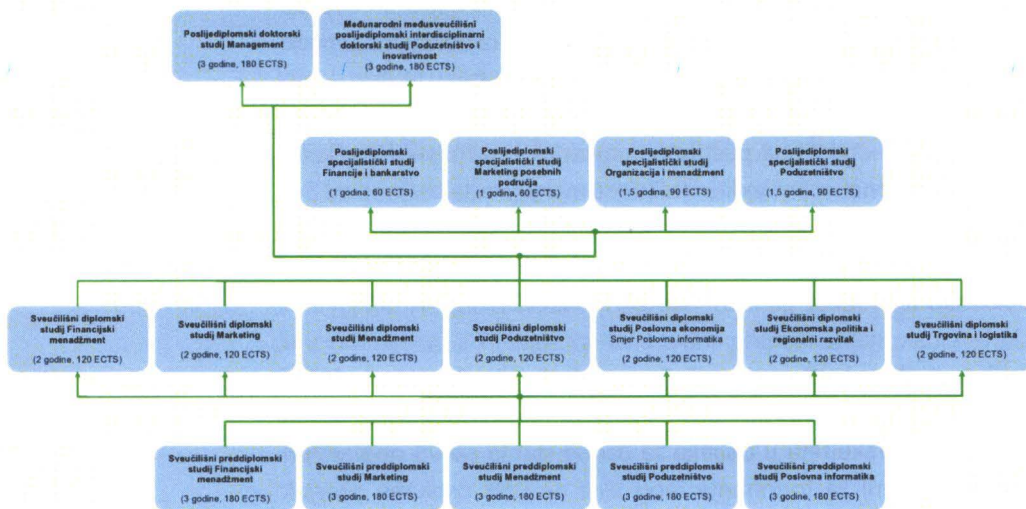 Poslijediplomski doktorski
studij Management
(3 godine, 180 ECTS)
Međunarodni međusveučilišni
poslijediplomski interdisciplinarni
doktorski studij Poduzetništvo i
inovativnost
(3 godine, 180 ECTS)
Poslijediplomski
specijalistički studij
Financije i bankarstvo
(1 godina, 60 ECTS)
Poslijediplomski
specijalistički studij
Marketing posebnih
područja
(1 godina, 60 ECTS)
Poslijediplomski
specijalistički studij
Organizacija i menadžment
(1,5 godina, 90 ECTS)
Poslijediplomski
specijalistički studij
Poduzetništvo
(1,5 godina, 90 ECTS)
Sveučilišni diplomski
studij Financijski
menadžment
(2 godine, 120 ECTS)
Sveučilišni diplomski
studij Marketing
(2 godine, 120 ECTS)
Sveučilišni diplomski
studij Menadžment
(2 godine, 120 ECTS)
Sveučilišni diplomski
studij Poduzetništvo
(2 godine, 120 ECTS)
Sveučilišni diplomski
studij Poslovna ekonomija
Smjer Poslovna informatika
(2 godine, 120 ECTS)
Sveučilišni diplomski
studij Ekonomska politika i
regionalni razvitak
(2 godine, 120 ECTS)
Sveučilišni diplomski
studij Trgovina i logistika
(2 godine, 120 ECTS)
Sveučilišni preddiplomski
studij Financijski
menadžment
(3 godine, 180 ECTS)
Sveučilišni preddiplomski
studij Marketing
(3 godine, 180 ECTS)
Sveučilišni preddiplomski
studij Menadžment
(3 godine, 180 ECTS)
Sveučilišni preddiplomski
studij Poduzetništvo
(3 godine, 180 ECTS)
Sveučilišni preddiplomski
studij Poslovna informatika
(3 godine, 180 ECTS)